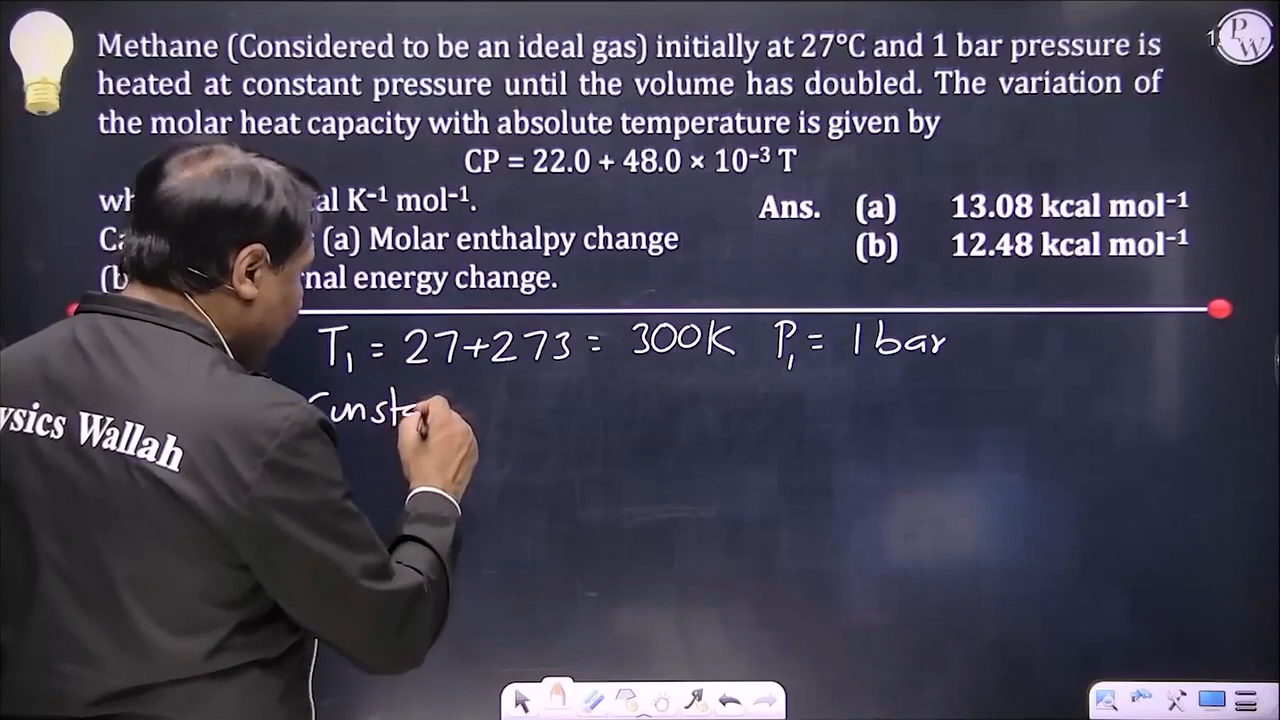 Methane (Considered to be an ideal gas) initially at 27°C and 1 bar pressure is
heated at constant pressure until the volume has doubled. The variation of
the molar heat capacity with absolute temperature is given by
CP = 22.0 + 48.0 × 10⁻³ T
wh al K⁻¹ mol⁻¹.
Ca (a) Molar enthalpy change
(b nal energy change.
Ans. (a) 13.08 kcal mol⁻¹
(b) 12.48 kcal mol⁻¹
T₁ = 27+273 = 300K P₁ = 1 bar
Consta
ysics Wallah
P
W